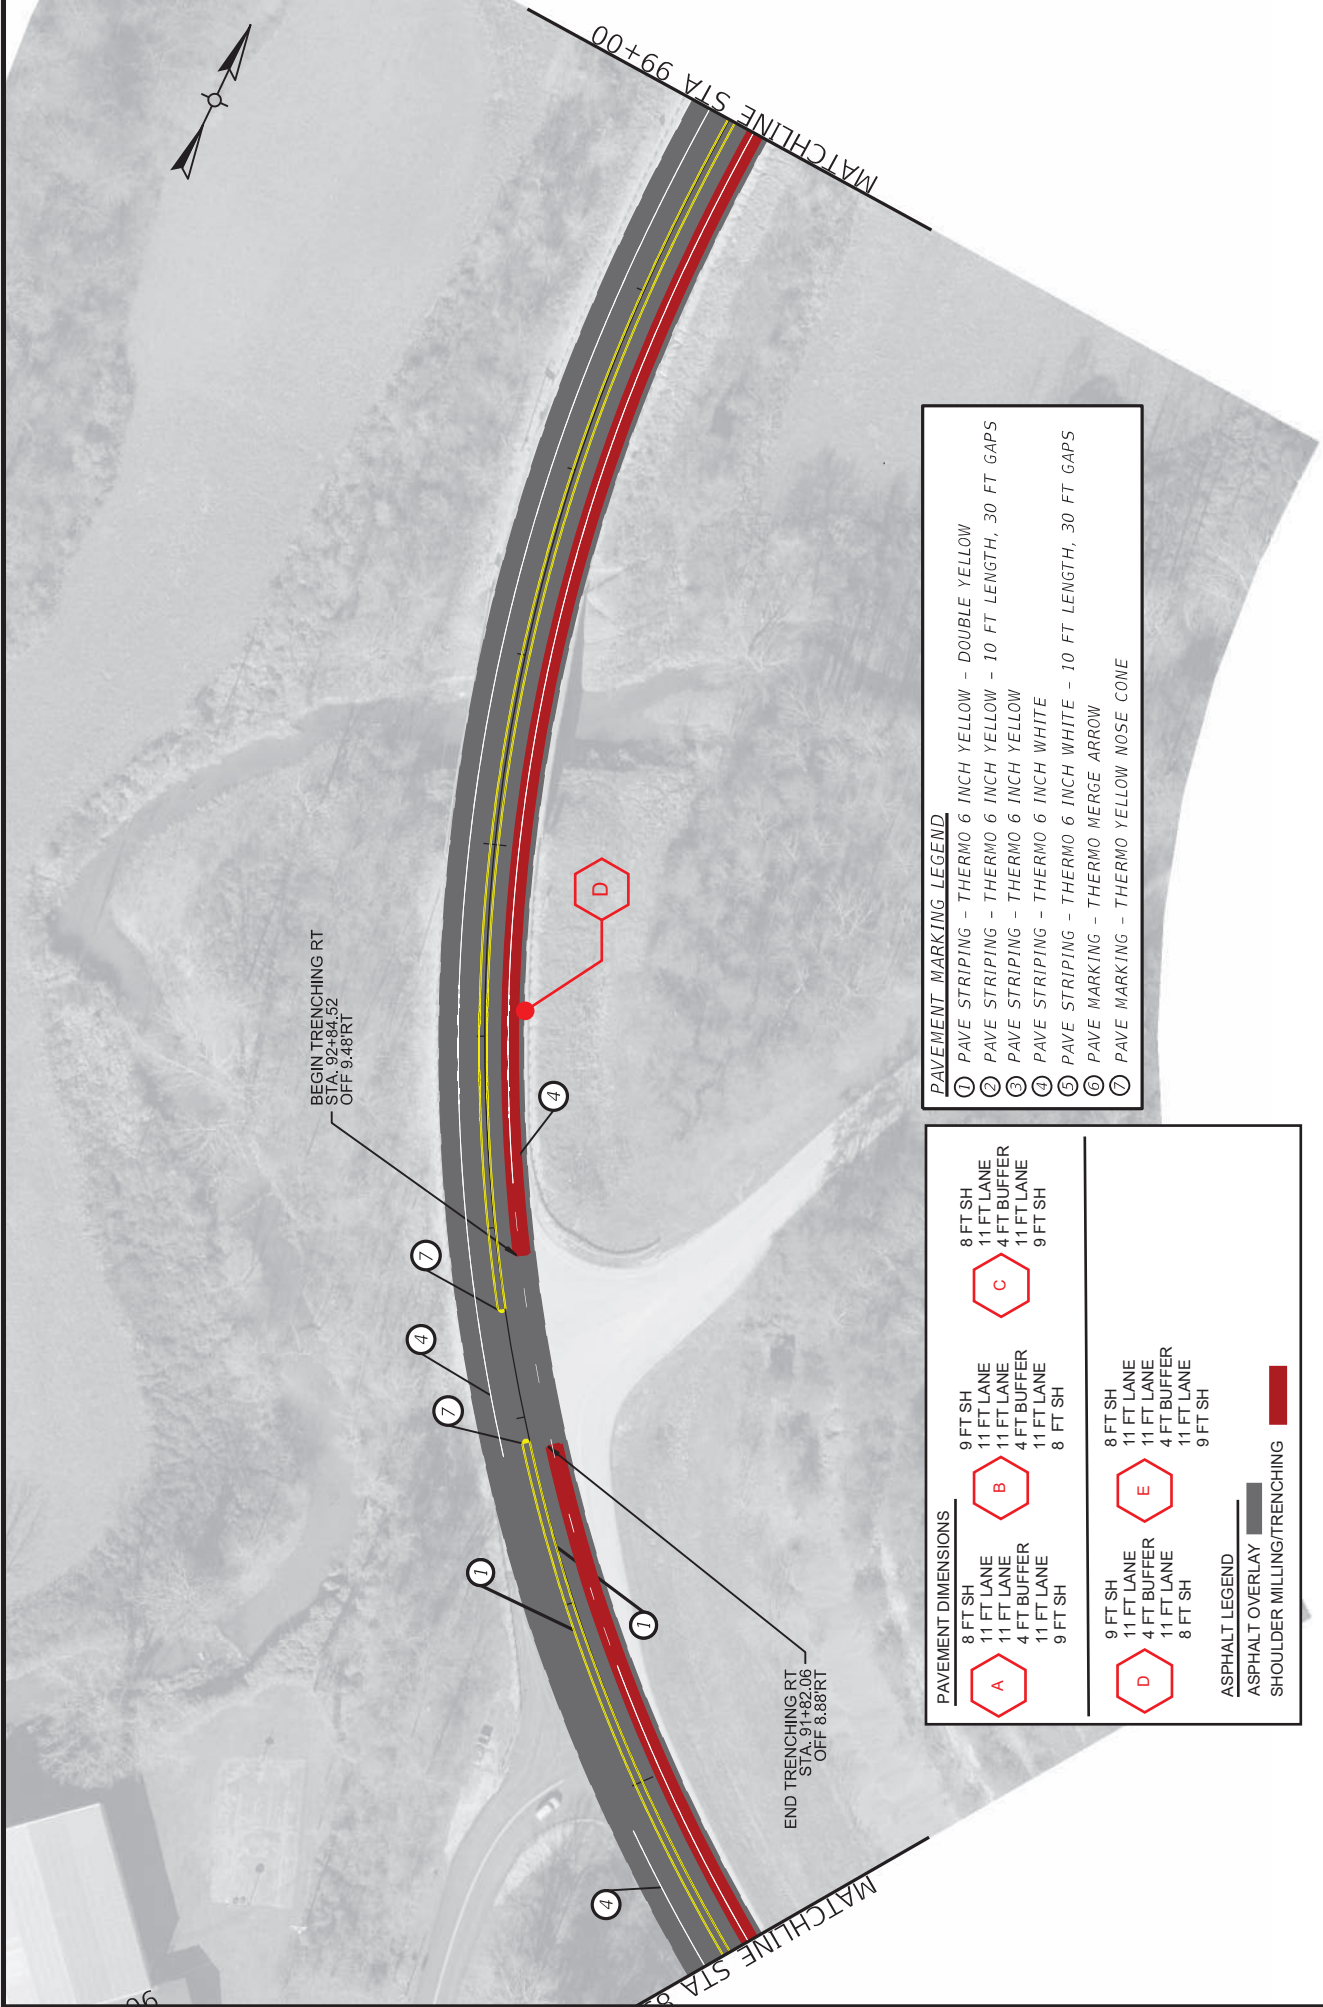 MATCHLINE STA 99+00
BEGIN TRENCHING RT
STA. 92+84.52
OFF 9.48'RT
7
4
7
1
4
D
4
1
END TRENCHING RT
STA. 91+82.06
OFF 8.88'RT
MATCHLINE STA
PAVEMENT MARKING LEGEND
1 PAVE STRIPING - THERMO 6 INCH YELLOW - DOUBLE YELLOW
2 PAVE STRIPING - THERMO 6 INCH YELLOW - 10 FT LENGTH, 30 FT GAPS
3 PAVE STRIPING - THERMO 6 INCH YELLOW
4 PAVE STRIPING - THERMO 6 INCH WHITE
5 PAVE STRIPING - THERMO 6 INCH WHITE - 10 FT LENGTH, 30 FT GAPS
6 PAVE MARKING - THERMO MERGE ARROW
7 PAVE MARKING - THERMO YELLOW NOSE CONE
PAVEMENT DIMENSIONS
A
8 FT SH
11 FT LANE
11 FT LANE
4 FT BUFFER
11 FT LANE
9 FT SH
B
9 FT SH
11 FT LANE
11 FT LANE
4 FT BUFFER
11 FT LANE
8 FT SH
C
8 FT SH
11 FT LANE
4 FT BUFFER
11 FT LANE
9 FT SH
D
9 FT SH
11 FT LANE
4 FT BUFFER
11 FT LANE
8 FT SH
E
8 FT SH
11 FT LANE
11 FT LANE
4 FT BUFFER
11 FT LANE
9 FT SH
ASPHALT LEGEND
ASPHALT OVERLAY
SHOULDER MILLING/TRENCHING